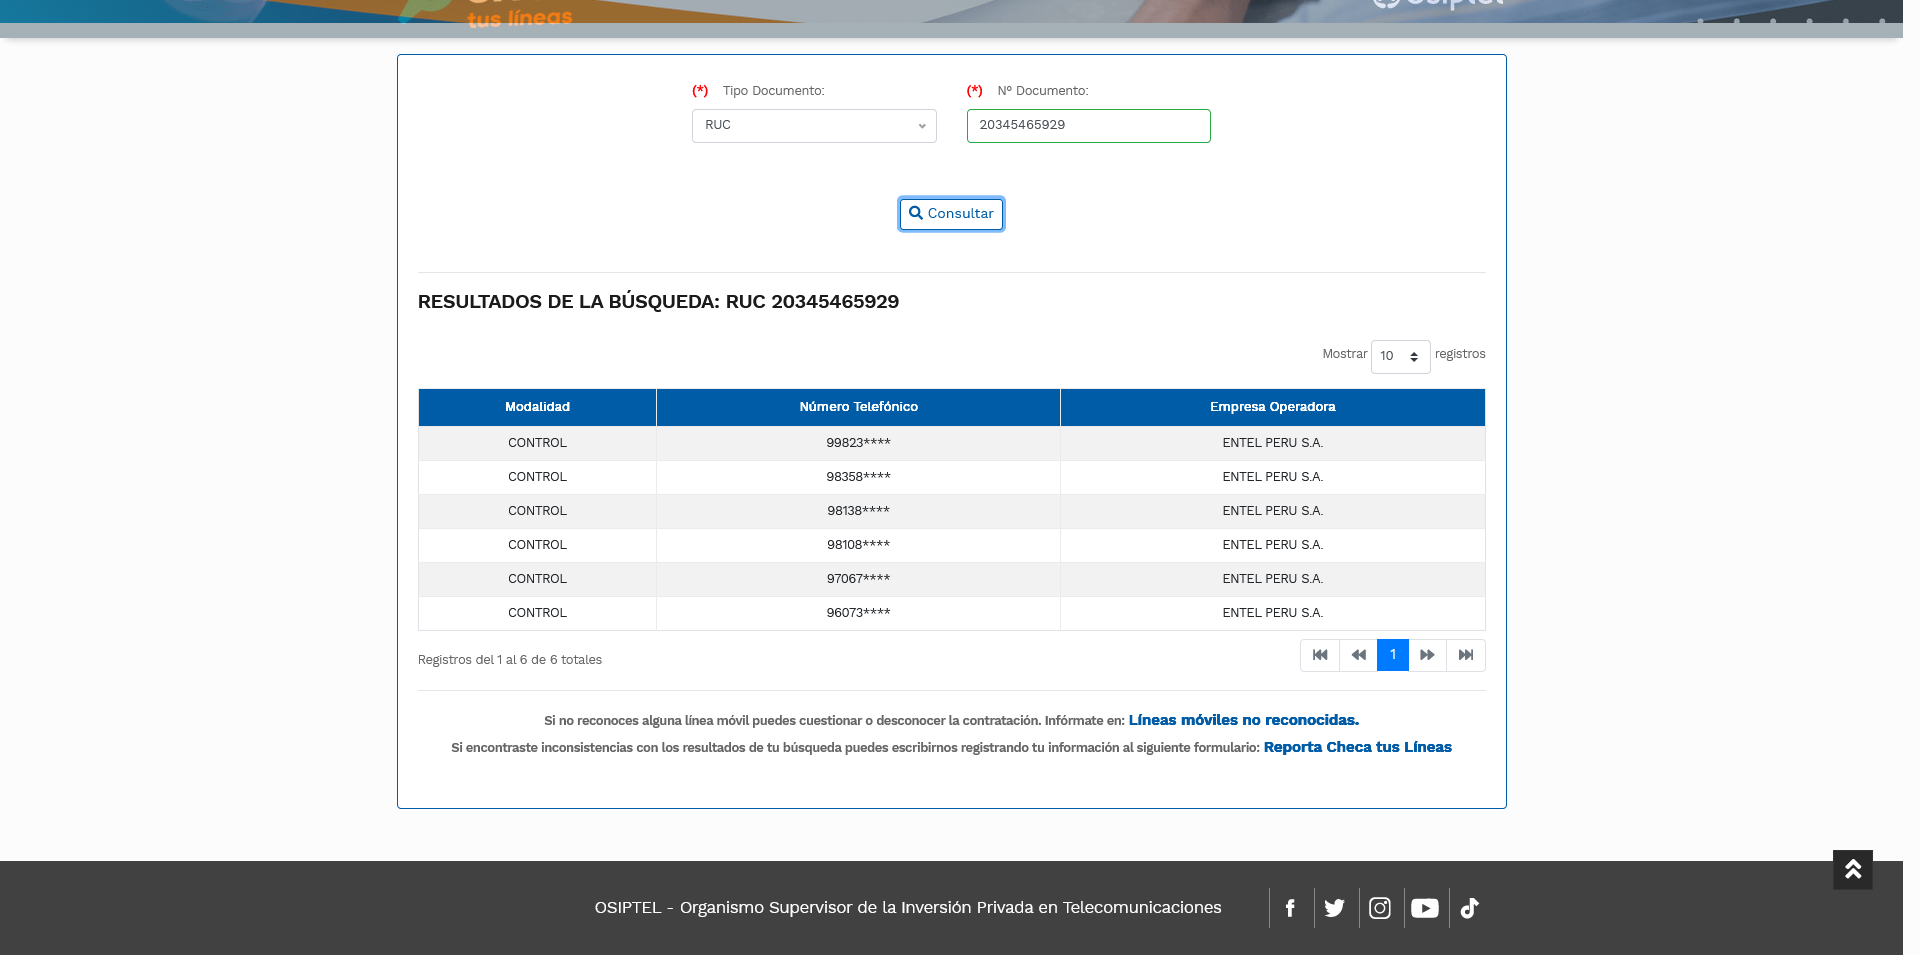 tus líneas
(*) Tipo Documento:
(*) Nº Documento:
RUC
20345465929
Consultar
RESULTADOS DE LA BÚSQUEDA: RUC 20345465929
Mostrar 10 registros
Modalidad Número Telefónico Empresa Operadora
CONTROL 99823**** ENTEL PERU S.A.
CONTROL 98358**** ENTEL PERU S.A.
CONTROL 98138**** ENTEL PERU S.A.
CONTROL 98108**** ENTEL PERU S.A.
CONTROL 97067**** ENTEL PERU S.A.
CONTROL 96073**** ENTEL PERU S.A.
Registros del 1 al 6 de 6 totales
1
Si no reconoces alguna línea móvil puedes cuestionar o desconocer la contratación. Infórmate en: Líneas móviles no reconocidas.
Si encontraste inconsistencias con los resultados de tu búsqueda puedes escribirnos registrando tu información al siguiente formulario: Reporta Checa tus Líneas
OSIPTEL - Organismo Supervisor de la Inversión Privada en Telecomunicaciones